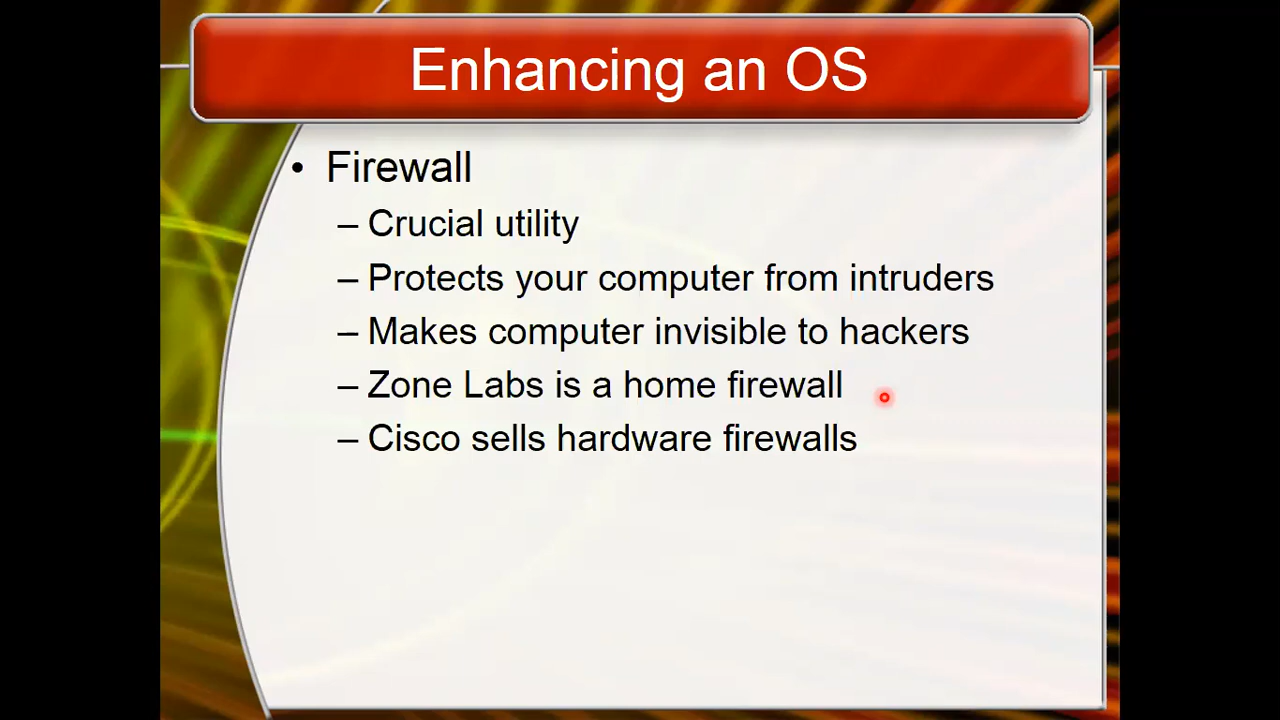 Enhancing an OS
• Firewall
– Crucial utility
– Protects your computer from intruders
– Makes computer invisible to hackers
– Zone Labs is a home firewall
– Cisco sells hardware firewalls